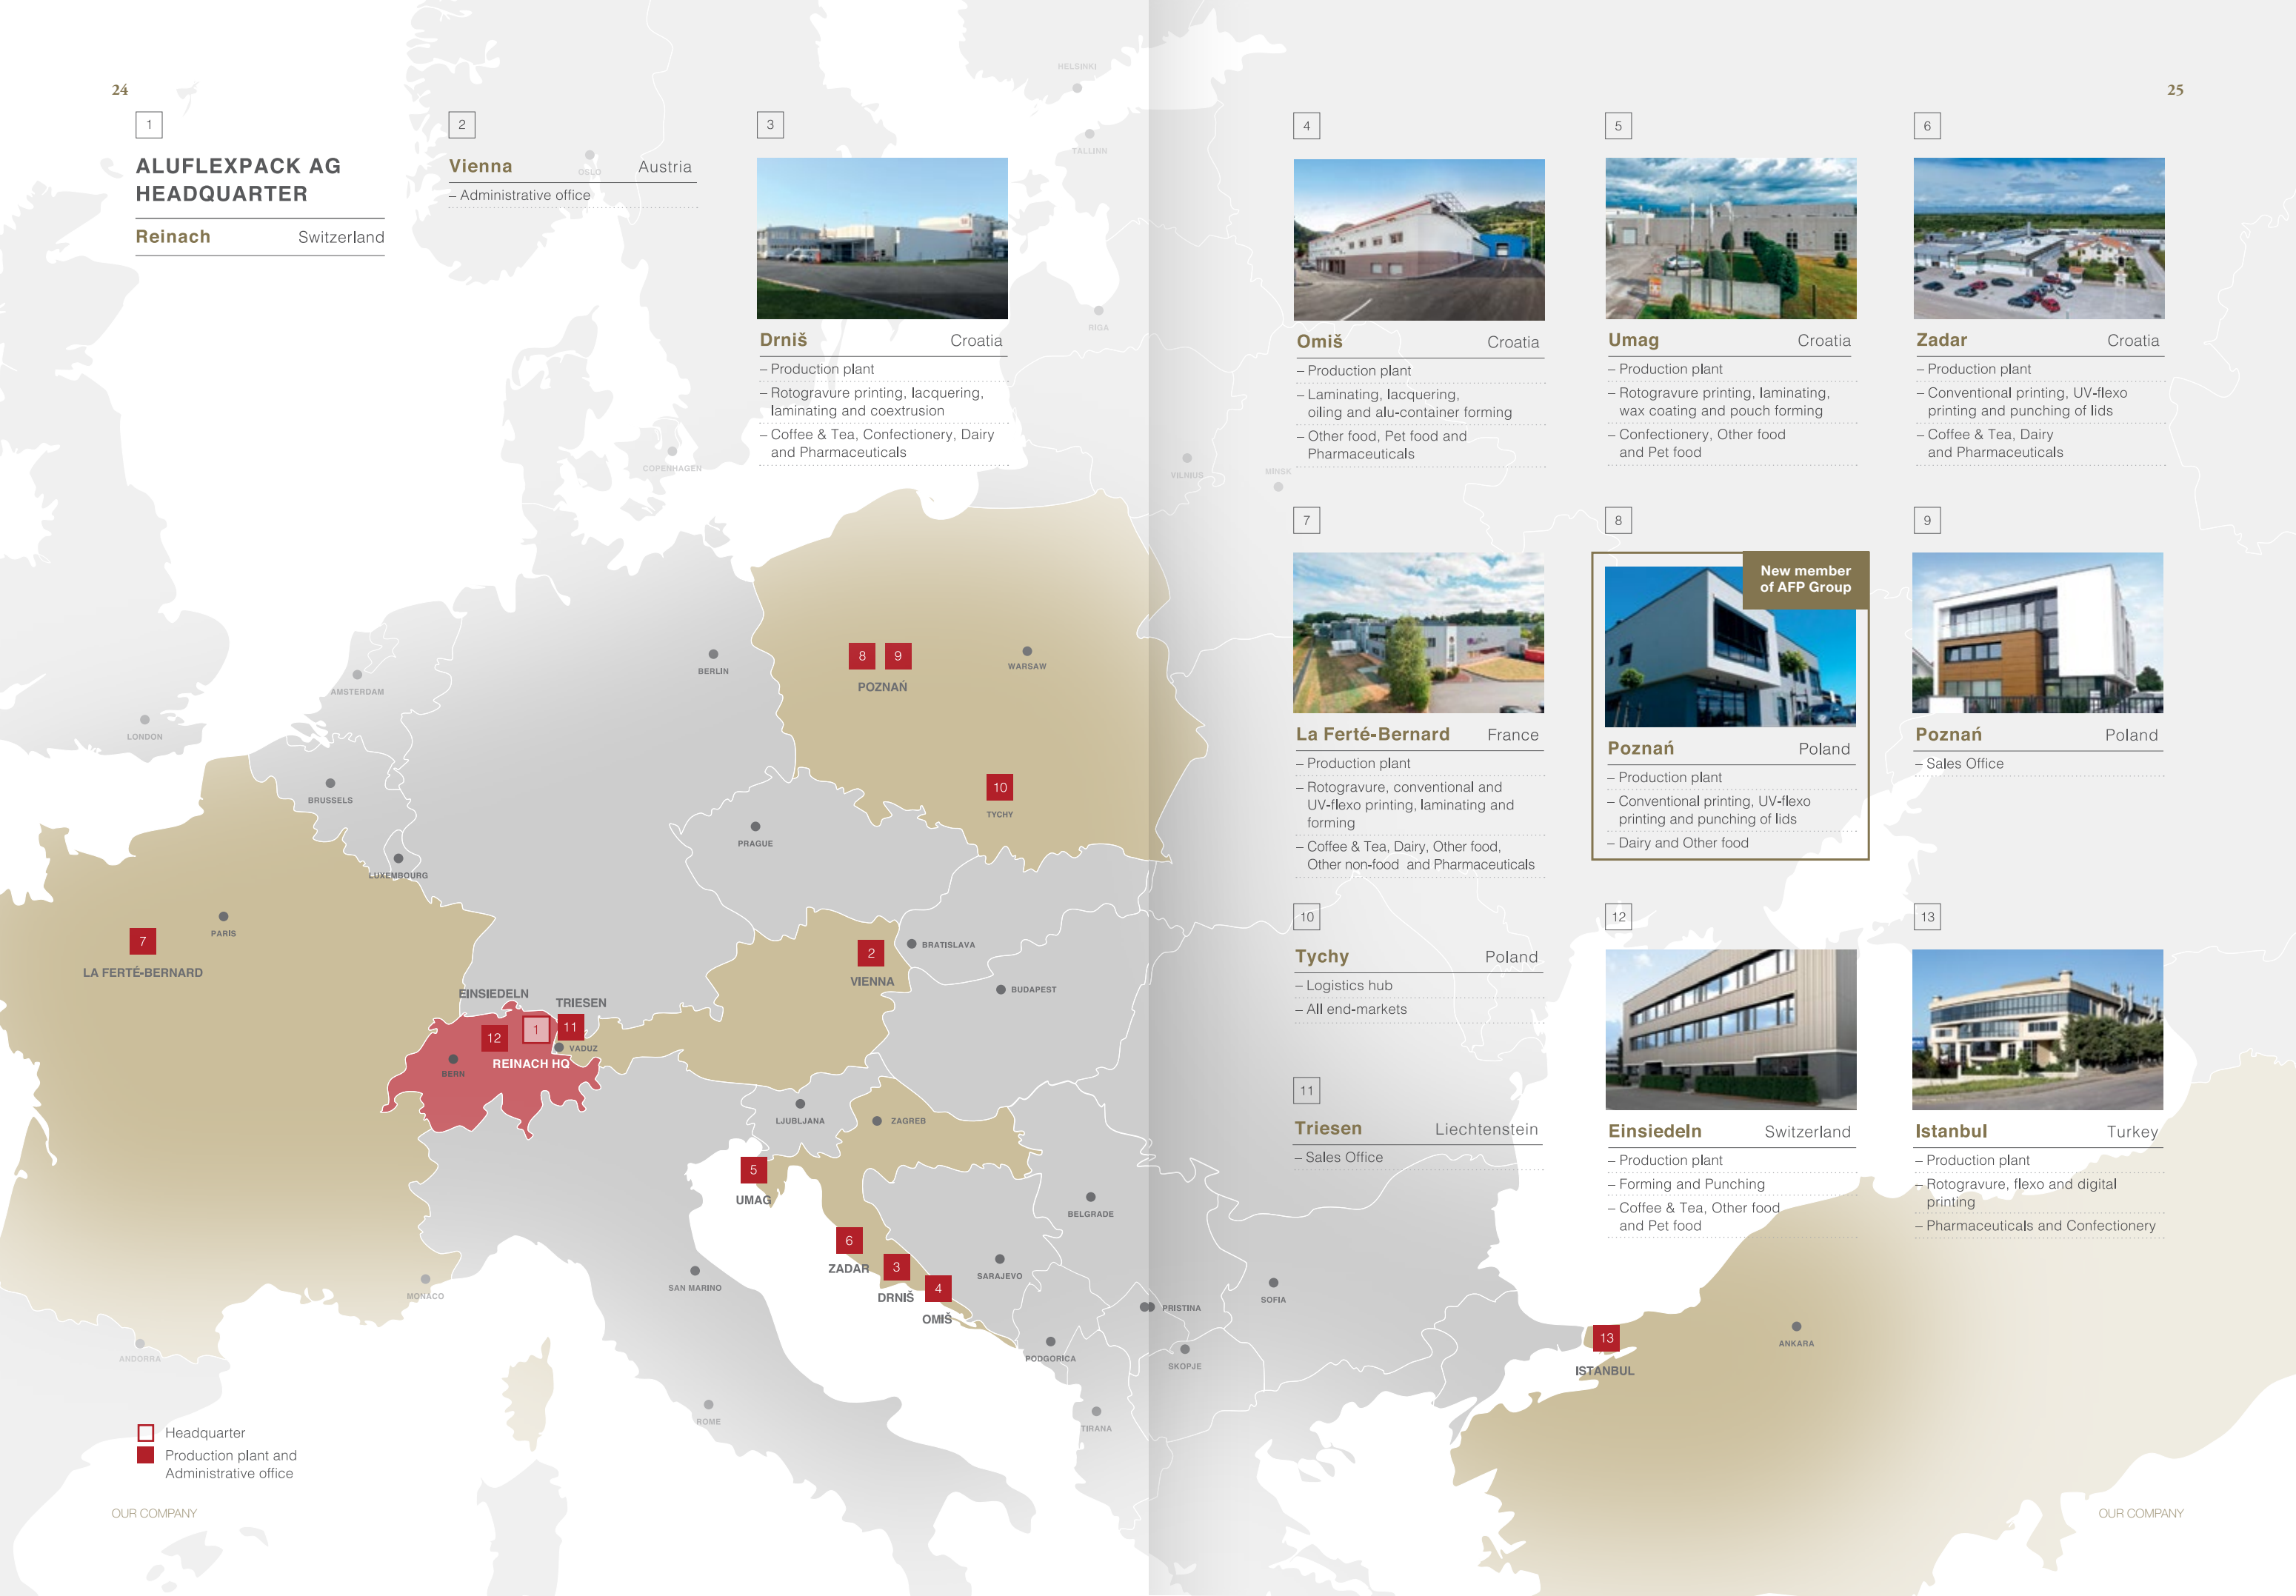 24
25
1
ALUFLEXPACK AG
HEADQUARTER
Reinach Switzerland
2
Vienna Austria
– Administrative office
3
Drniš Croatia
– Production plant
– Rotogravure printing, lacquering,
laminating and coextrusion
– Coffee & Tea, Confectionery, Dairy
and Pharmaceuticals
4
Omiš Croatia
– Production plant
– Laminating, lacquering,
oiling and alu-container forming
– Other food, Pet food and
Pharmaceuticals
5
Umag Croatia
– Production plant
– Rotogravure printing, laminating,
wax coating and pouch forming
– Confectionery, Other food
and Pet food
6
Zadar Croatia
– Production plant
– Conventional printing, UV-flexo
printing and punching of lids
– Coffee & Tea, Dairy
and Pharmaceuticals
7
La Ferté-Bernard France
– Production plant
– Rotogravure, conventional and
UV-flexo printing, laminating and
forming
– Coffee & Tea, Dairy, Other food,
Other non-food and Pharmaceuticals
8
New member
of AFP Group
Poznań Poland
– Production plant
– Conventional printing, UV-flexo
printing and punching of lids
– Dairy and Other food
9
Poznań Poland
– Sales Office
10
Tychy Poland
– Logistics hub
– All end-markets
11
Triesen Liechtenstein
– Sales Office
12
Einsiedeln Switzerland
– Production plant
– Forming and Punching
– Coffee & Tea, Other food
and Pet food
13
Istanbul Turkey
– Production plant
– Rotogravure, flexo and digital
printing
– Pharmaceuticals and Confectionery
HELSINKI
TALLINN
OSLO
RIGA
COPENHAGEN
VILNIUS
MINSK
8 9
POZNAŃ
WARSAW
BERLIN
AMSTERDAM
LONDON
10
TYCHY
BRUSSELS
PRAGUE
LUXEMBOURG
PARIS
7
LA FERTÉ-BERNARD
2
VIENNA
BRATISLAVA
BUDAPEST
EINSIEDELN
TRIESEN
12
1
11
VADUZ
REINACH HQ
BERN
LJUBLJANA
ZAGREB
5
UMAG
BELGRADE
6
ZADAR
3
DRNIŠ
4
OMIŠ
SARAJEVO
SAN MARINO
MONACO
ANDORRA
PRISTINA
SOFIA
PODGORICA
SKOPJE
TIRANA
ROME
13
ISTANBUL
ANKARA
Headquarter
Production plant and
Administrative office
OUR COMPANY
OUR COMPANY